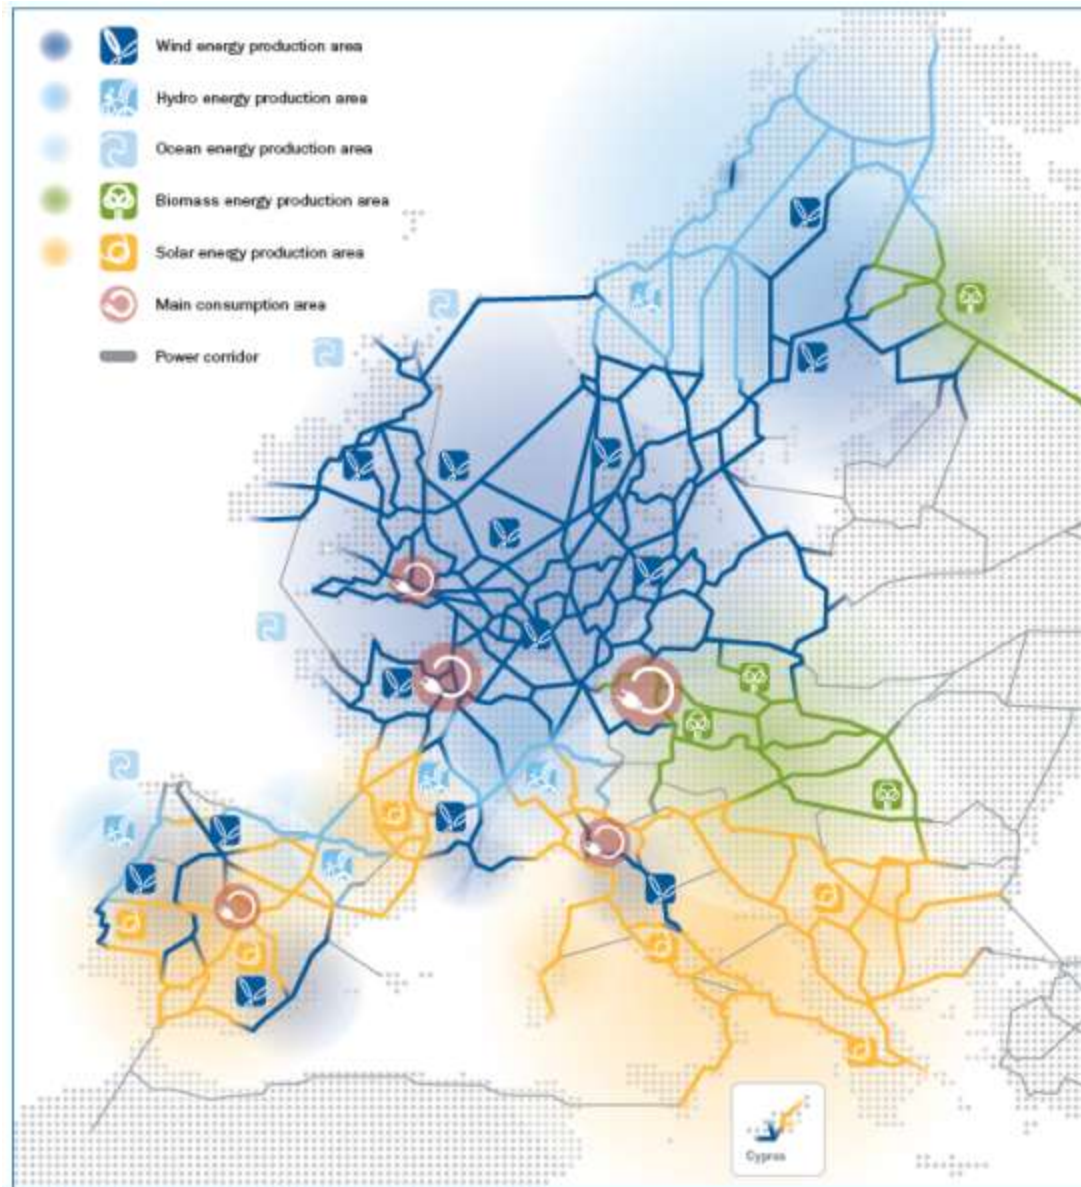 Wind energy production area
Hydro energy production area
Ocean energy production area
Biomass energy production area
Solar energy production area
Main consumption area
Power corridor
Cyprus